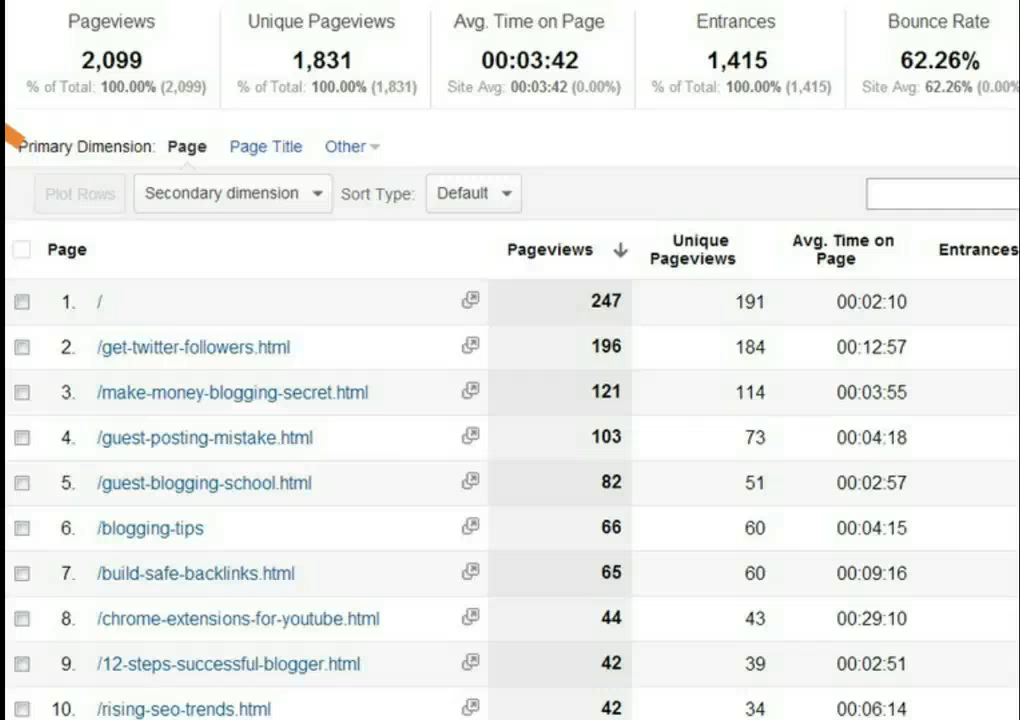 Pageviews Unique Pageviews Avg. Time on Page Entrances Bounce Rate
2,099 1,831 00:03:42 1,415 62.26%
% of Total: 100.00% (2,099) % of Total: 100.00% (1,831) Site Avg: 00:03:42 (0.00%) % of Total: 100.00% (1,415) Site Avg: 62.26% (0.00%
Primary Dimension: Page Page Title Other
Plot Rows Secondary dimension Sort Type: Default
Page Pageviews Unique Pageviews Avg. Time on Page Entrances
1. / 247 191 00:02:10
2. /get-twitter-followers.html 196 184 00:12:57
3. /make-money-blogging-secret.html 121 114 00:03:55
4. /guest-posting-mistake.html 103 73 00:04:18
5. /guest-blogging-school.html 82 51 00:02:57
6. /blogging-tips 66 60 00:04:15
7. /build-safe-backlinks.html 65 60 00:09:16
8. /chrome-extensions-for-youtube.html 44 43 00:29:10
9. /12-steps-successful-blogger.html 42 39 00:02:51
10. /rising-seo-trends.html 42 34 00:06:14